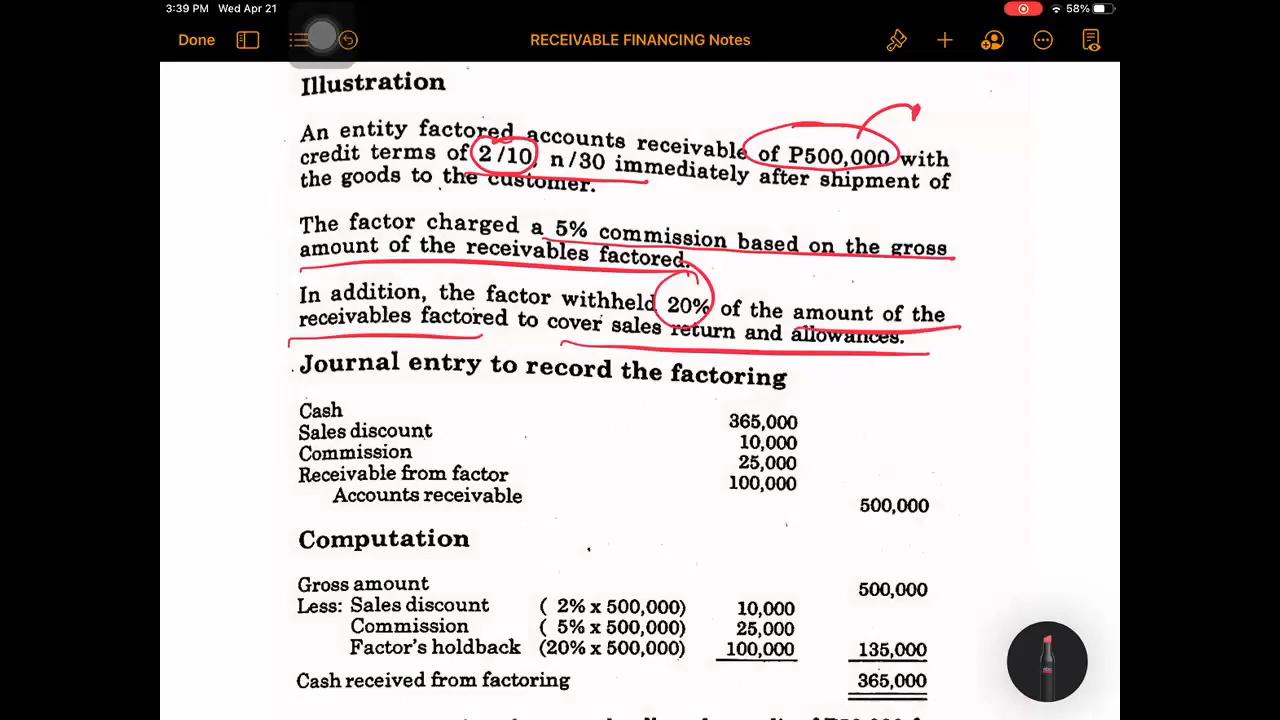 3:39 PM Wed Apr 21
58%
Done
RECEIVABLE FINANCING Notes
Illustration
An entity factored accounts receivable of P500,000 with
credit terms of 2/10, n/30 immediately after shipment of
the goods to the customer.
The factor charged a 5% commission based on the gross
amount of the receivables factored.
In addition, the factor withheld 20% of the amount of the
receivables factored to cover sales return and allowances.
Journal entry to record the factoring
Cash 365,000
Sales discount 10,000
Commission 25,000
Receivable from factor 100,000
Accounts receivable 500,000
Computation
Gross amount 500,000
Less: Sales discount ( 2% x 500,000) 10,000
Commission ( 5% x 500,000) 25,000
Factor's holdback (20% x 500,000) 100,000 135,000
Cash received from factoring 365,000